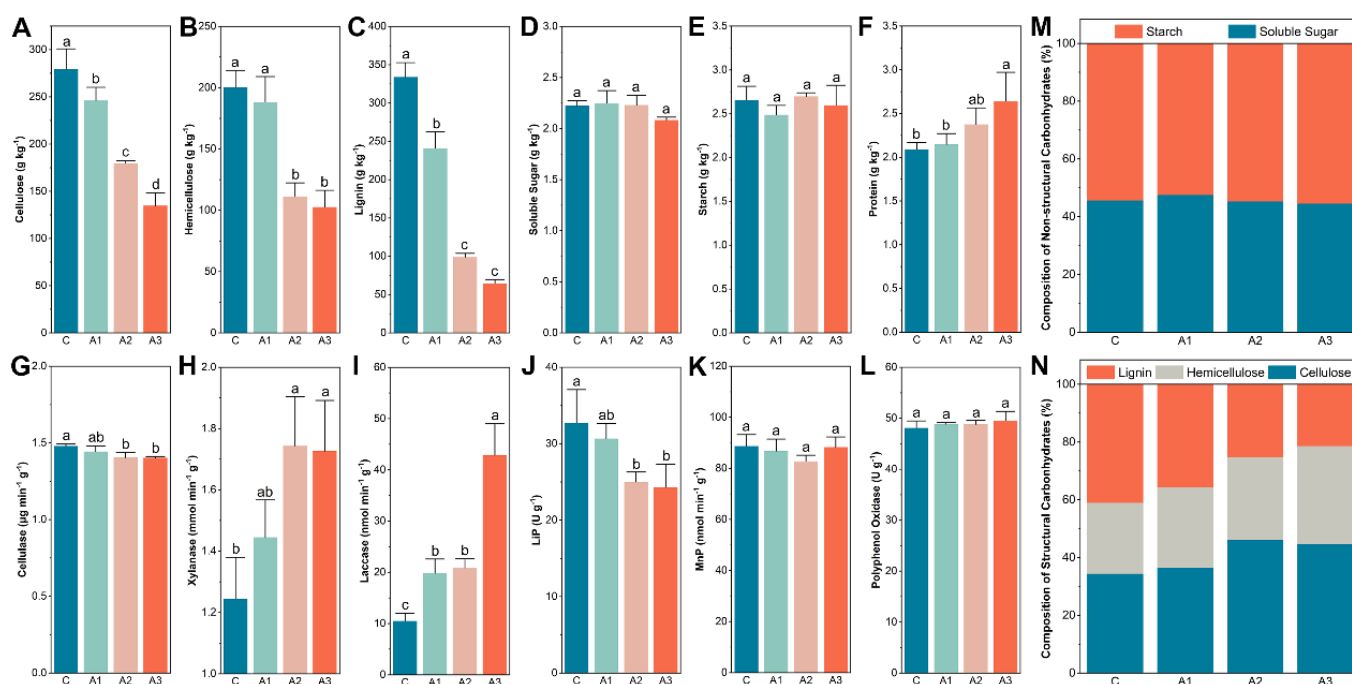 A
Cellulose (g kg⁻¹)
300
250
200
150
100
50
0
a
b
c
d
C A1 A2 A3
B
Hemicellulose (g kg⁻¹)
250
200
150
100
50
0
a
a
b
b
C A1 A2 A3
C
Lignin (g kg⁻¹)
400
350
300
250
200
150
100
50
0
a
b
c
c
C A1 A2 A3
D
Soluble Sugar (g kg⁻¹)
3.0
2.5
2.0
1.5
1.0
0.5
0.0
a
a
a
a
C A1 A2 A3
E
Starch (g kg⁻¹)
3.5
3.0
2.5
2.0
1.5
1.0
0.5
0.0
a
a
a
a
C A1 A2 A3
F
Protein (g kg⁻¹)
3.5
3.0
2.5
2.0
1.5
1.0
0.5
0.0
b
b
ab
a
C A1 A2 A3
M
Starch Soluble Sugar
Composition of Non-structural Carbonhydrates (%)
100
80
60
40
20
0
C A1 A2 A3
G
Cellulase (μg min⁻¹ g⁻¹)
2.0
1.5
1.0
0.5
0.0
a
ab
b
b
C A1 A2 A3
H
Xylanase (mmol min⁻¹ g⁻¹)
2.0
1.8
1.6
1.4
1.2
1.0
b
ab
a
a
C A1 A2 A3
I
Laccase (nmol min⁻¹ g⁻¹)
60
50
40
30
20
10
0
c
b
b
a
C A1 A2 A3
J
LiP (U g⁻¹)
40
30
20
10
0
a
ab
b
b
C A1 A2 A3
K
MnP (nmol min⁻¹ g⁻¹)
120
100
80
60
40
20
0
a
a
a
a
C A1 A2 A3
L
Polyphenol Oxidase (U g⁻¹)
60
50
40
30
20
10
0
a
a
a
a
C A1 A2 A3
N
Lignin Hemicellulose Cellulose
Composition of Structural Carbonhydrates (%)
100
80
60
40
20
0
C A1 A2 A3